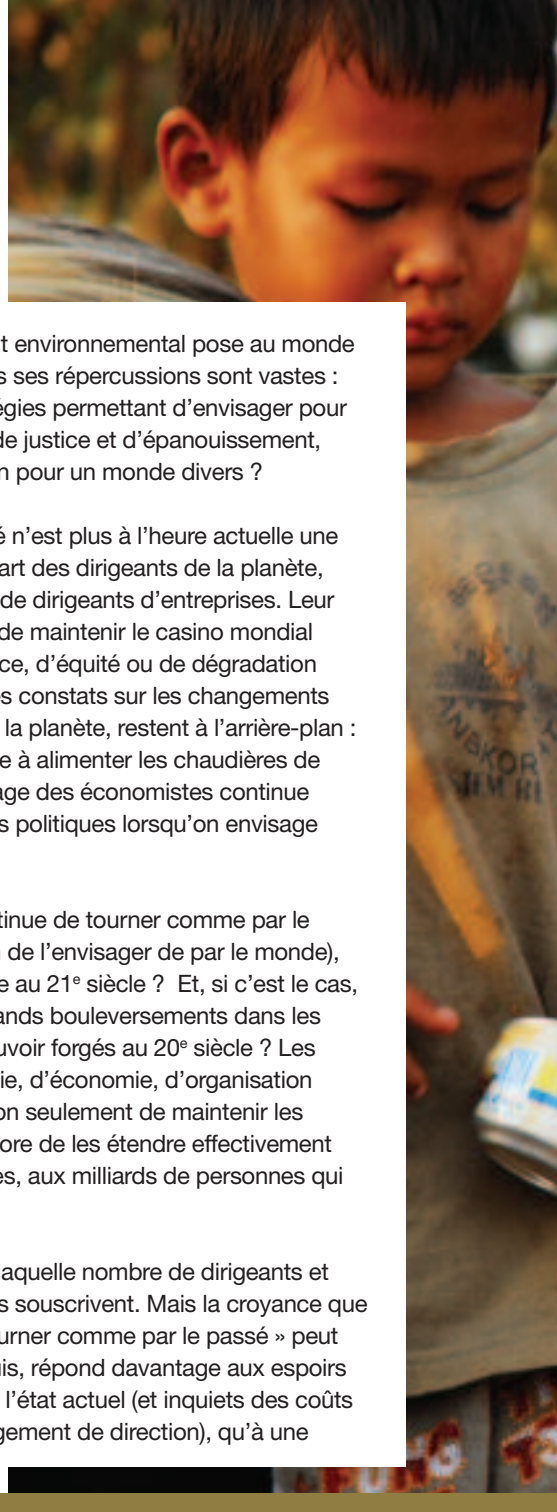 t environnemental pose au monde
s ses répercussions sont vastes :
égies permettant d’envisager pour
de justice et d’épanouissement,
n pour un monde divers ?
é n’est plus à l’heure actuelle une
art des dirigeants de la planète,
de dirigeants d’entreprises. Leur
de maintenir le casino mondial
ce, d’équité ou de dégradation
es constats sur les changements
la planète, restent à l’arrière-plan :
e à alimenter les chaudières de
age des économistes continue
s politiques lorsqu’on envisage
tinue de tourner comme par le
de l’envisager de par le monde),
e au 21e siècle ?  Et, si c’est le cas,
ands bouleversements dans les
uvoir forgés au 20e siècle ? Les
ie, d’économie, d’organisation
on seulement de maintenir les
ore de les étendre effectivement
es, aux milliards de personnes qui
aquelle nombre de dirigeants et
s souscrivent. Mais la croyance que
urner comme par le passé » peut
is, répond davantage aux espoirs
l’état actuel (et inquiets des coûts
gement de direction), qu’à une
ANGKOR